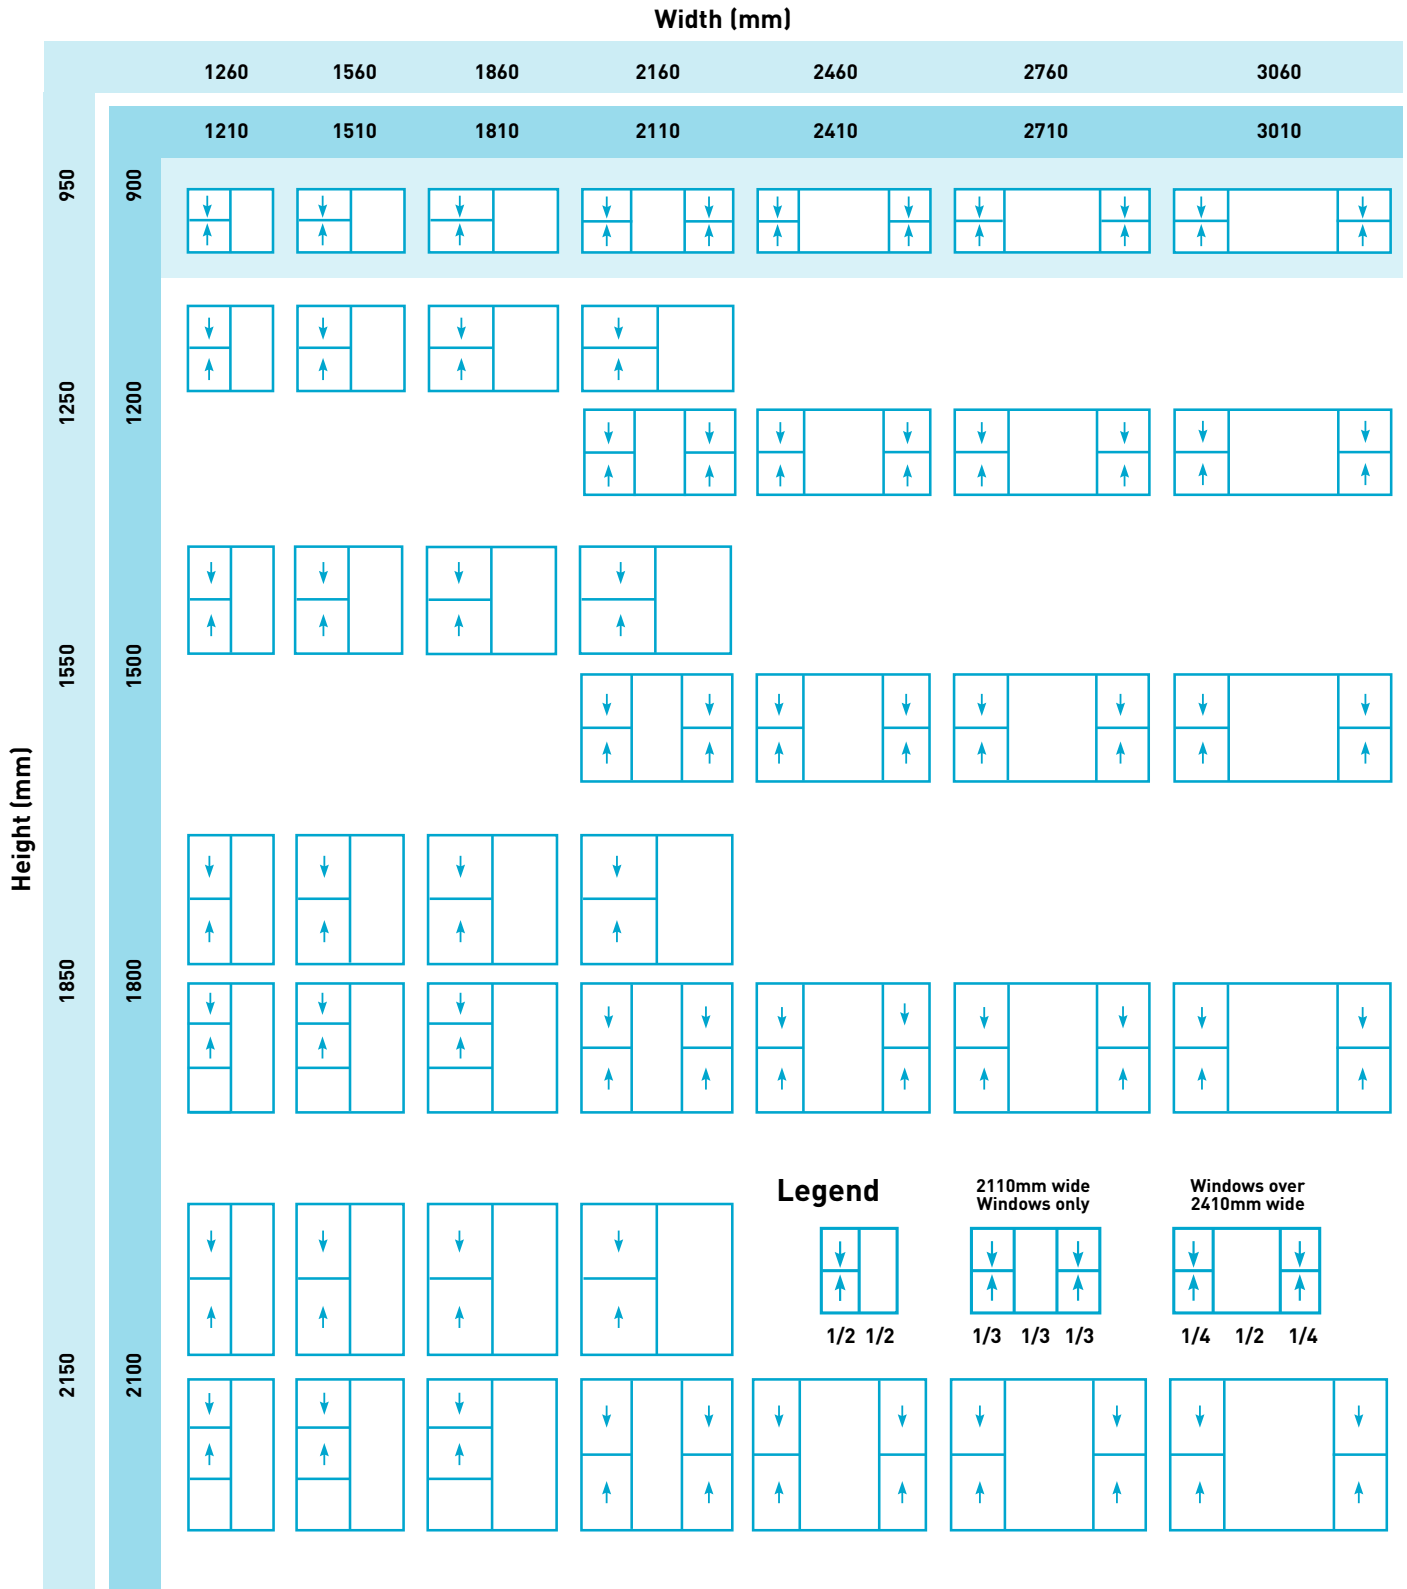 Width (mm)
1260 1560 1860 2160 2460 2760 3060
1210 1510 1810 2110 2410 2710 3010
Height (mm)
950 900
1250 1200
1550 1500
1850 1800
2150 2100
Legend
2110mm wide
Windows only
Windows over
2410mm wide
1/2 1/2
1/3 1/3 1/3
1/4 1/2 1/4